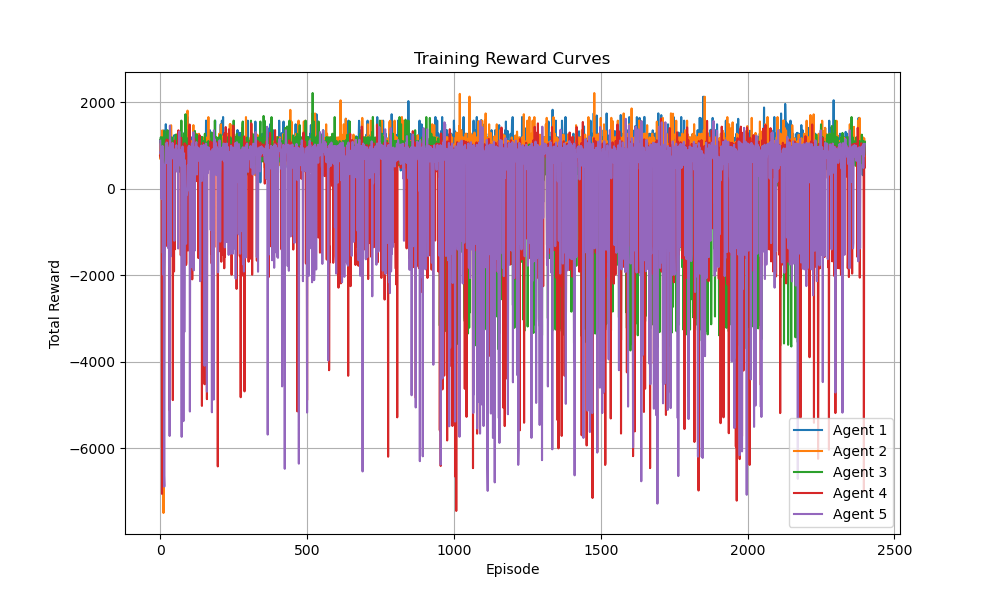 Training Reward Curves
Total Reward
2000
0
−2000
−4000
−6000
0
500
1000
1500
2000
2500
Episode
Agent 1
Agent 2
Agent 3
Agent 4
Agent 5